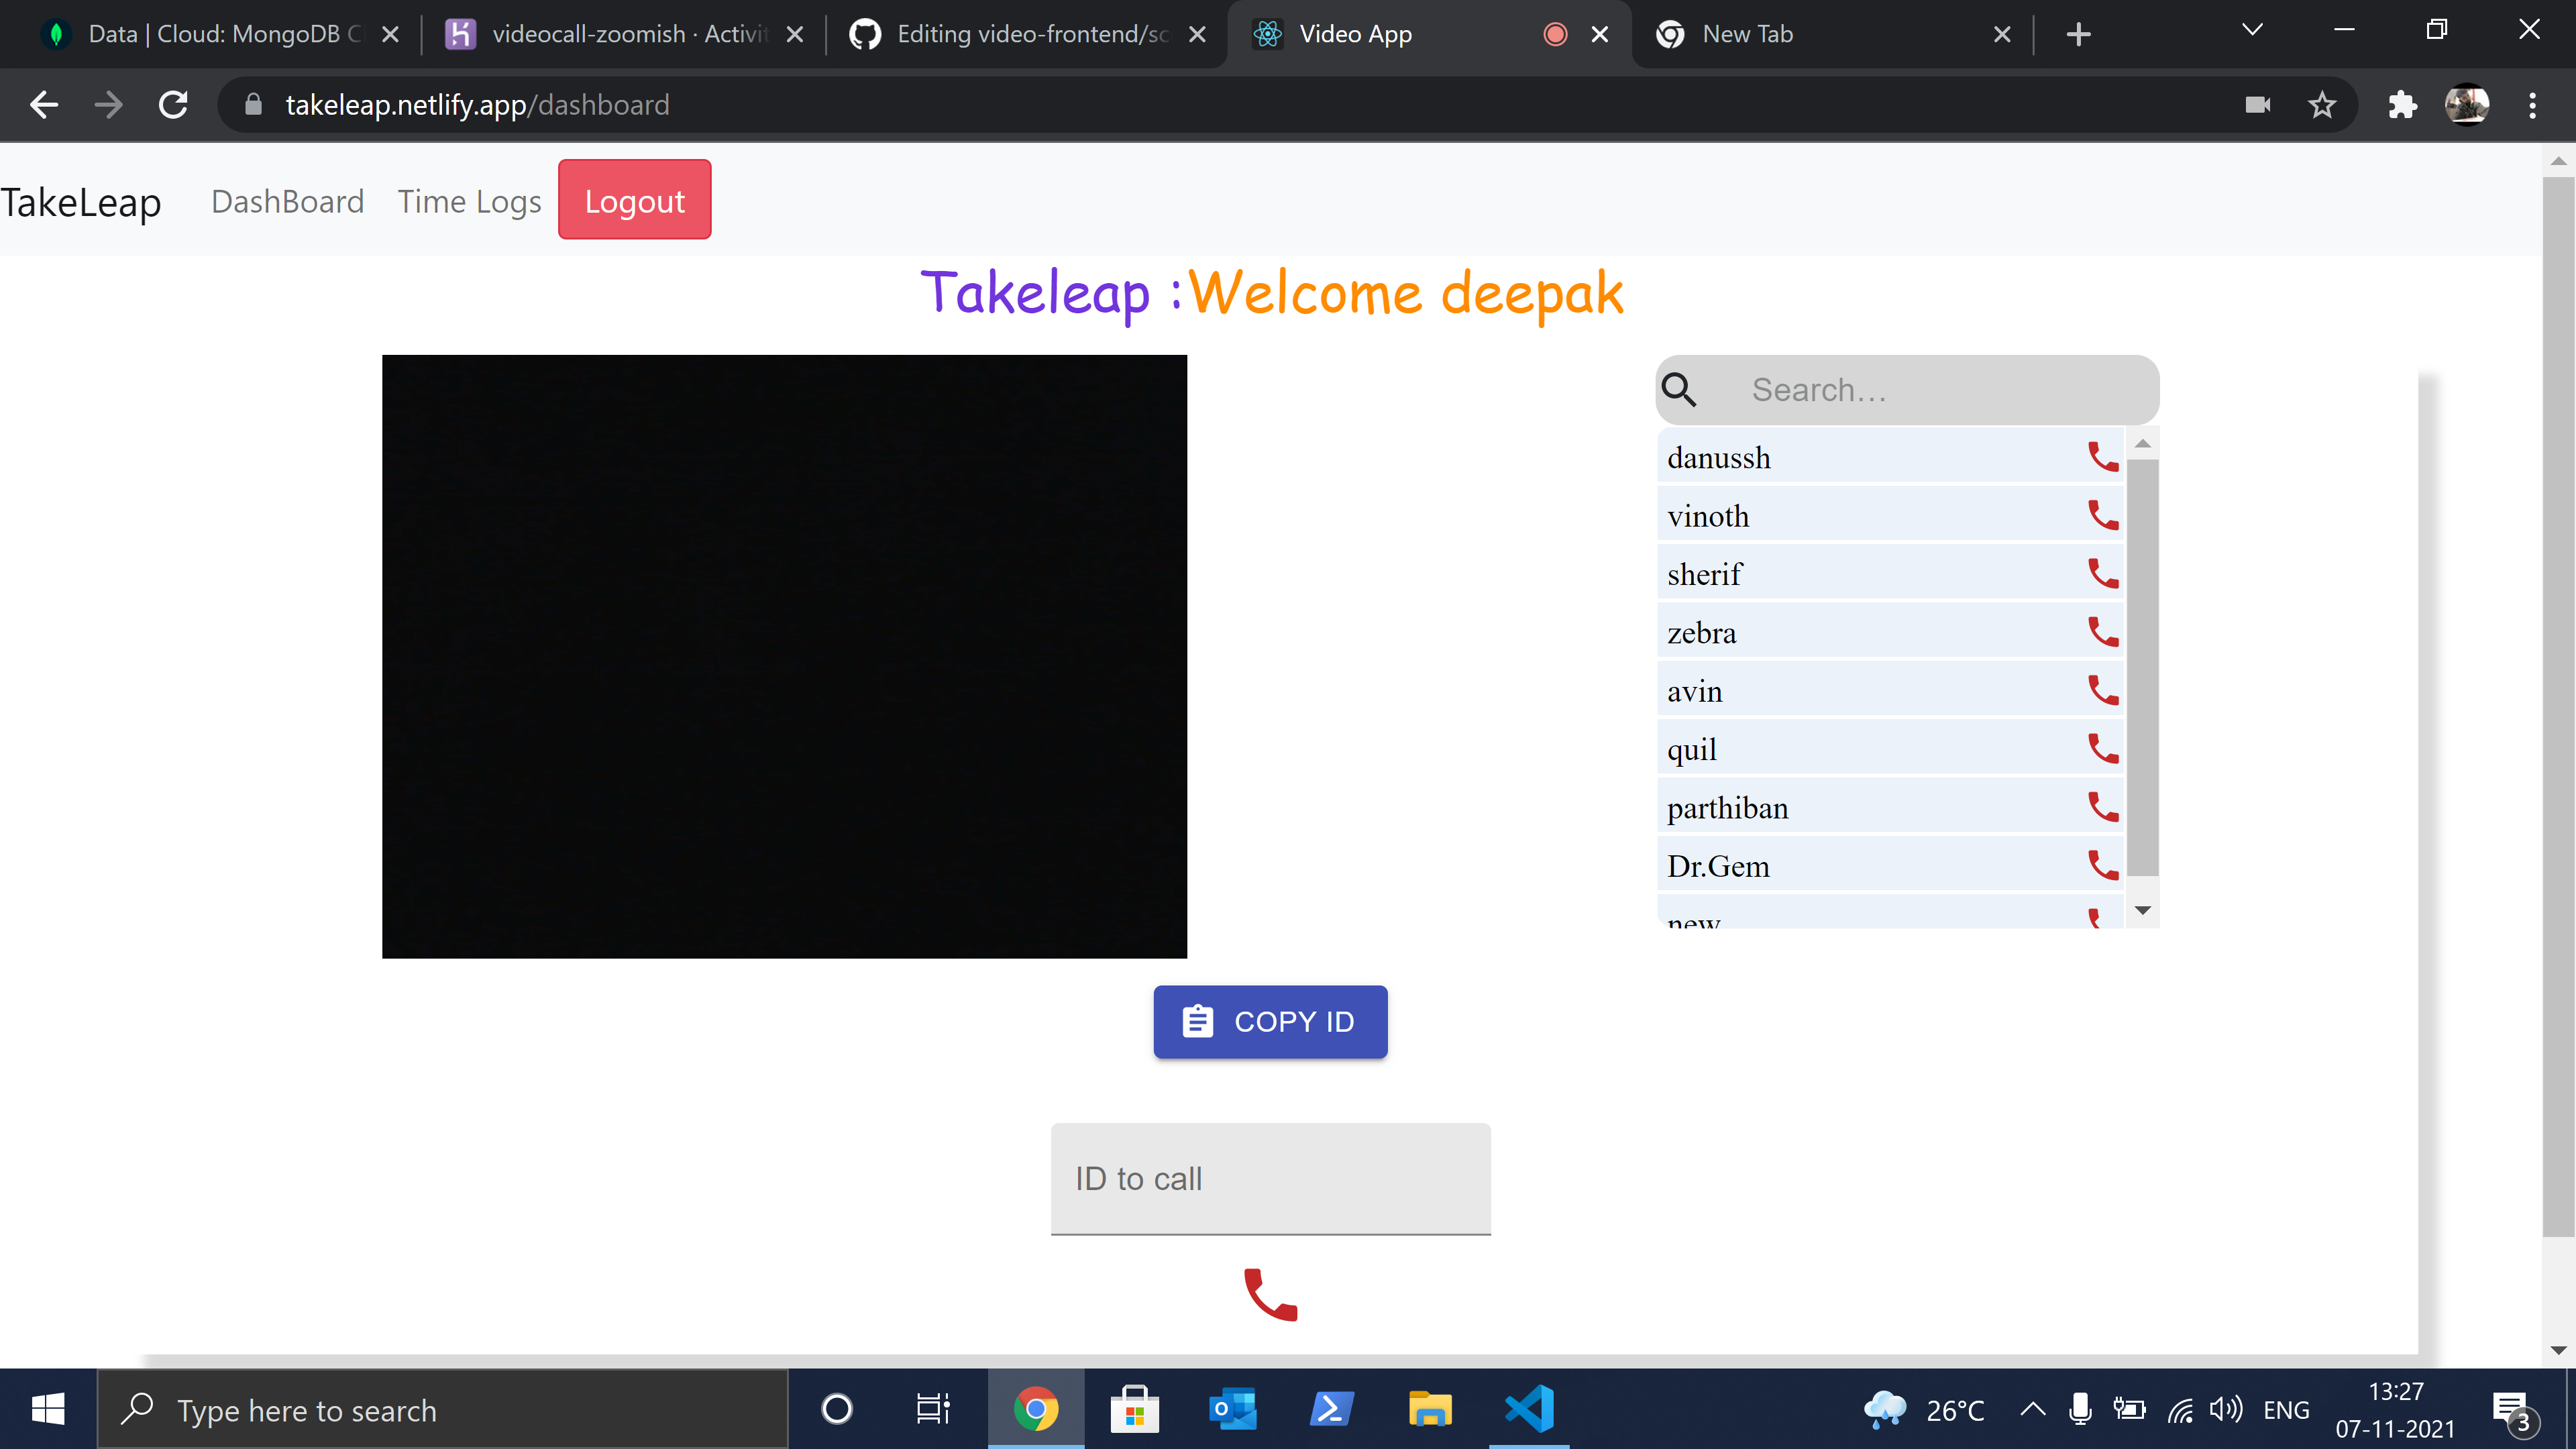 Data | Cloud: MongoDB C
videocall-zoomish · Activit
Editing video-frontend/sc
Video App
New Tab
takeleap.netlify.app/dashboard
TakeLeap
DashBoard
Time Logs
Logout
Takeleap :Welcome deepak
Search...
danussh
vinoth
sherif
zebra
avin
quil
parthiban
Dr.Gem
new
COPY ID
ID to call
Type here to search
26°C
ENG
13:27
07-11-2021
3